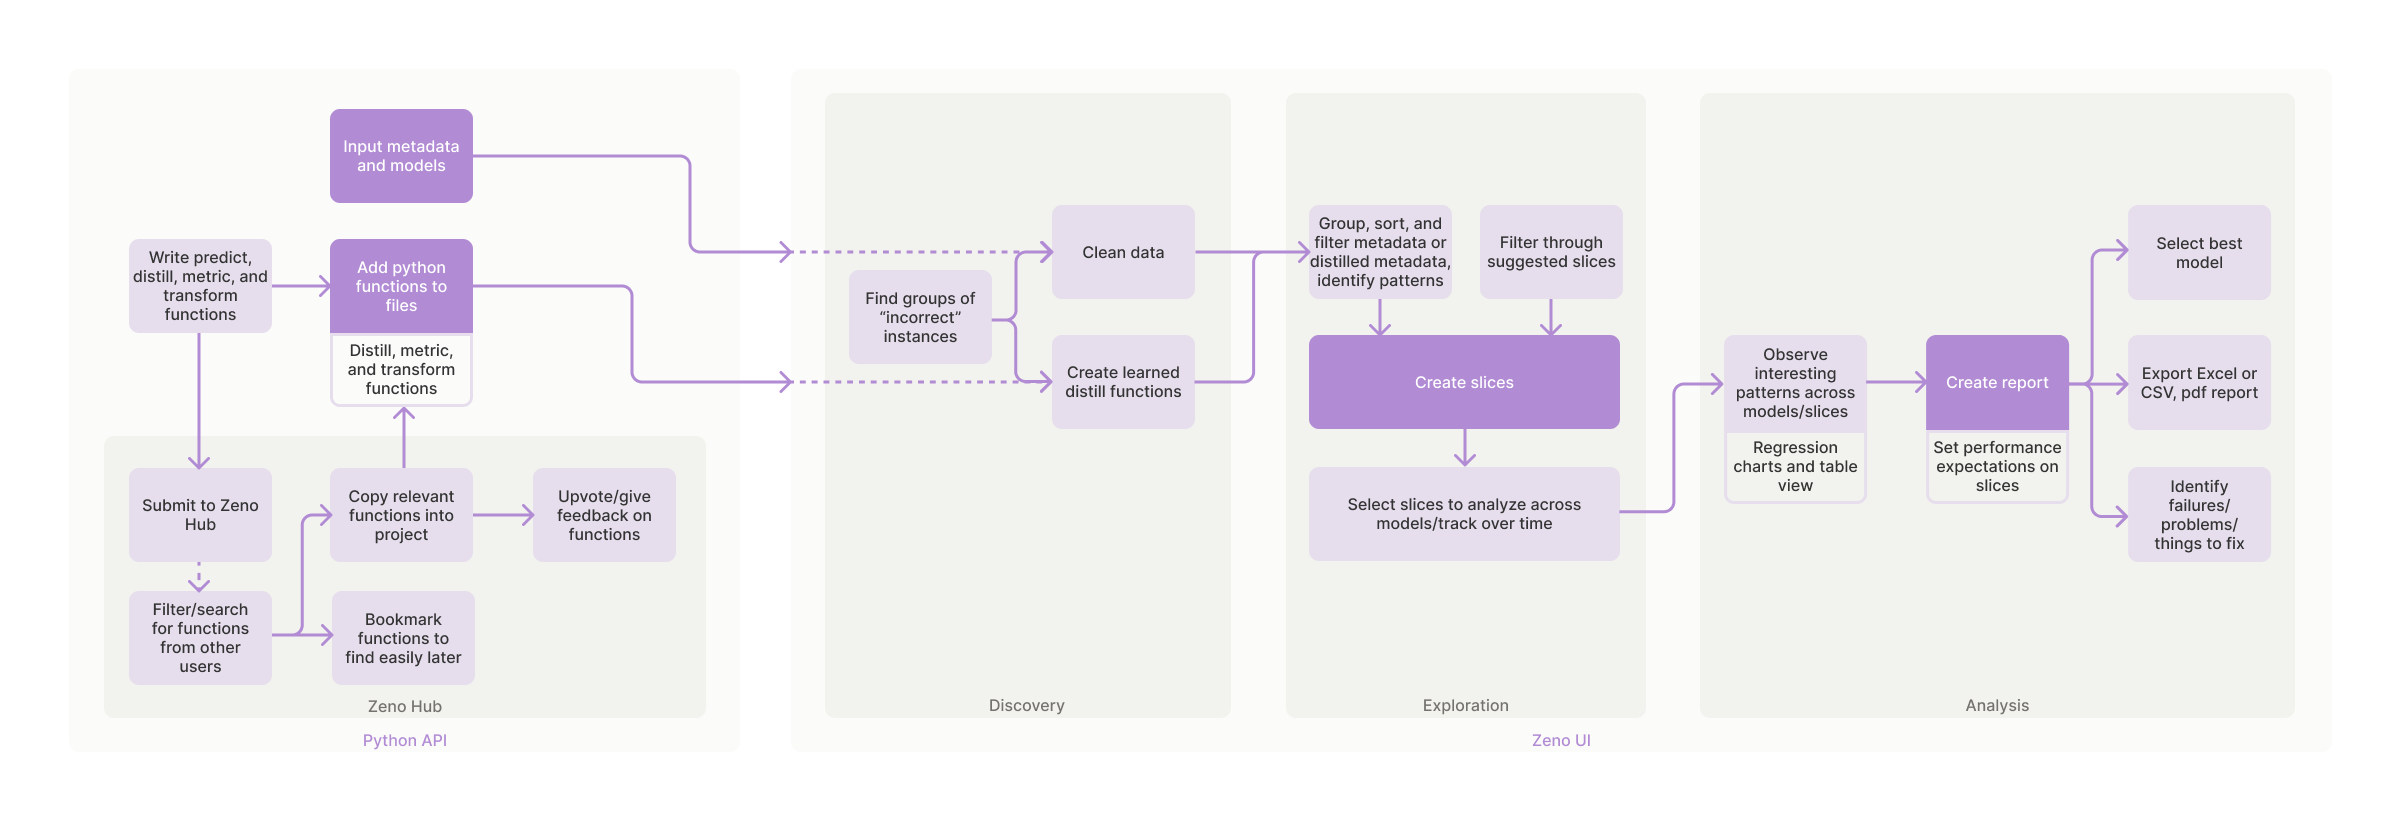 Input metadata
and models
Write predict,
distill, metric, and
transform
functions
Add python
functions to
files
Distill, metric,
and transform
functions
Submit to Zeno
Hub
Copy relevant
functions into
project
Upvote/give
feedback on
functions
Filter/search
for functions
from other
users
Bookmark
functions to
find easily later
Zeno Hub
Python API
Find groups of
“incorrect”
instances
Clean data
Create learned
distill functions
Discovery
Group, sort, and
filter metadata or
distilled metadata,
identify patterns
Filter through
suggested slices
Create slices
Select slices to analyze across
models/track over time
Exploration
Observe
interesting
patterns across
models/slices
Regression
charts and table
view
Create report
Set performance
expectations on
slices
Select best
model
Export Excel or
CSV, pdf report
Identify
failures/
problems/
things to fix
Analysis
Zeno UI